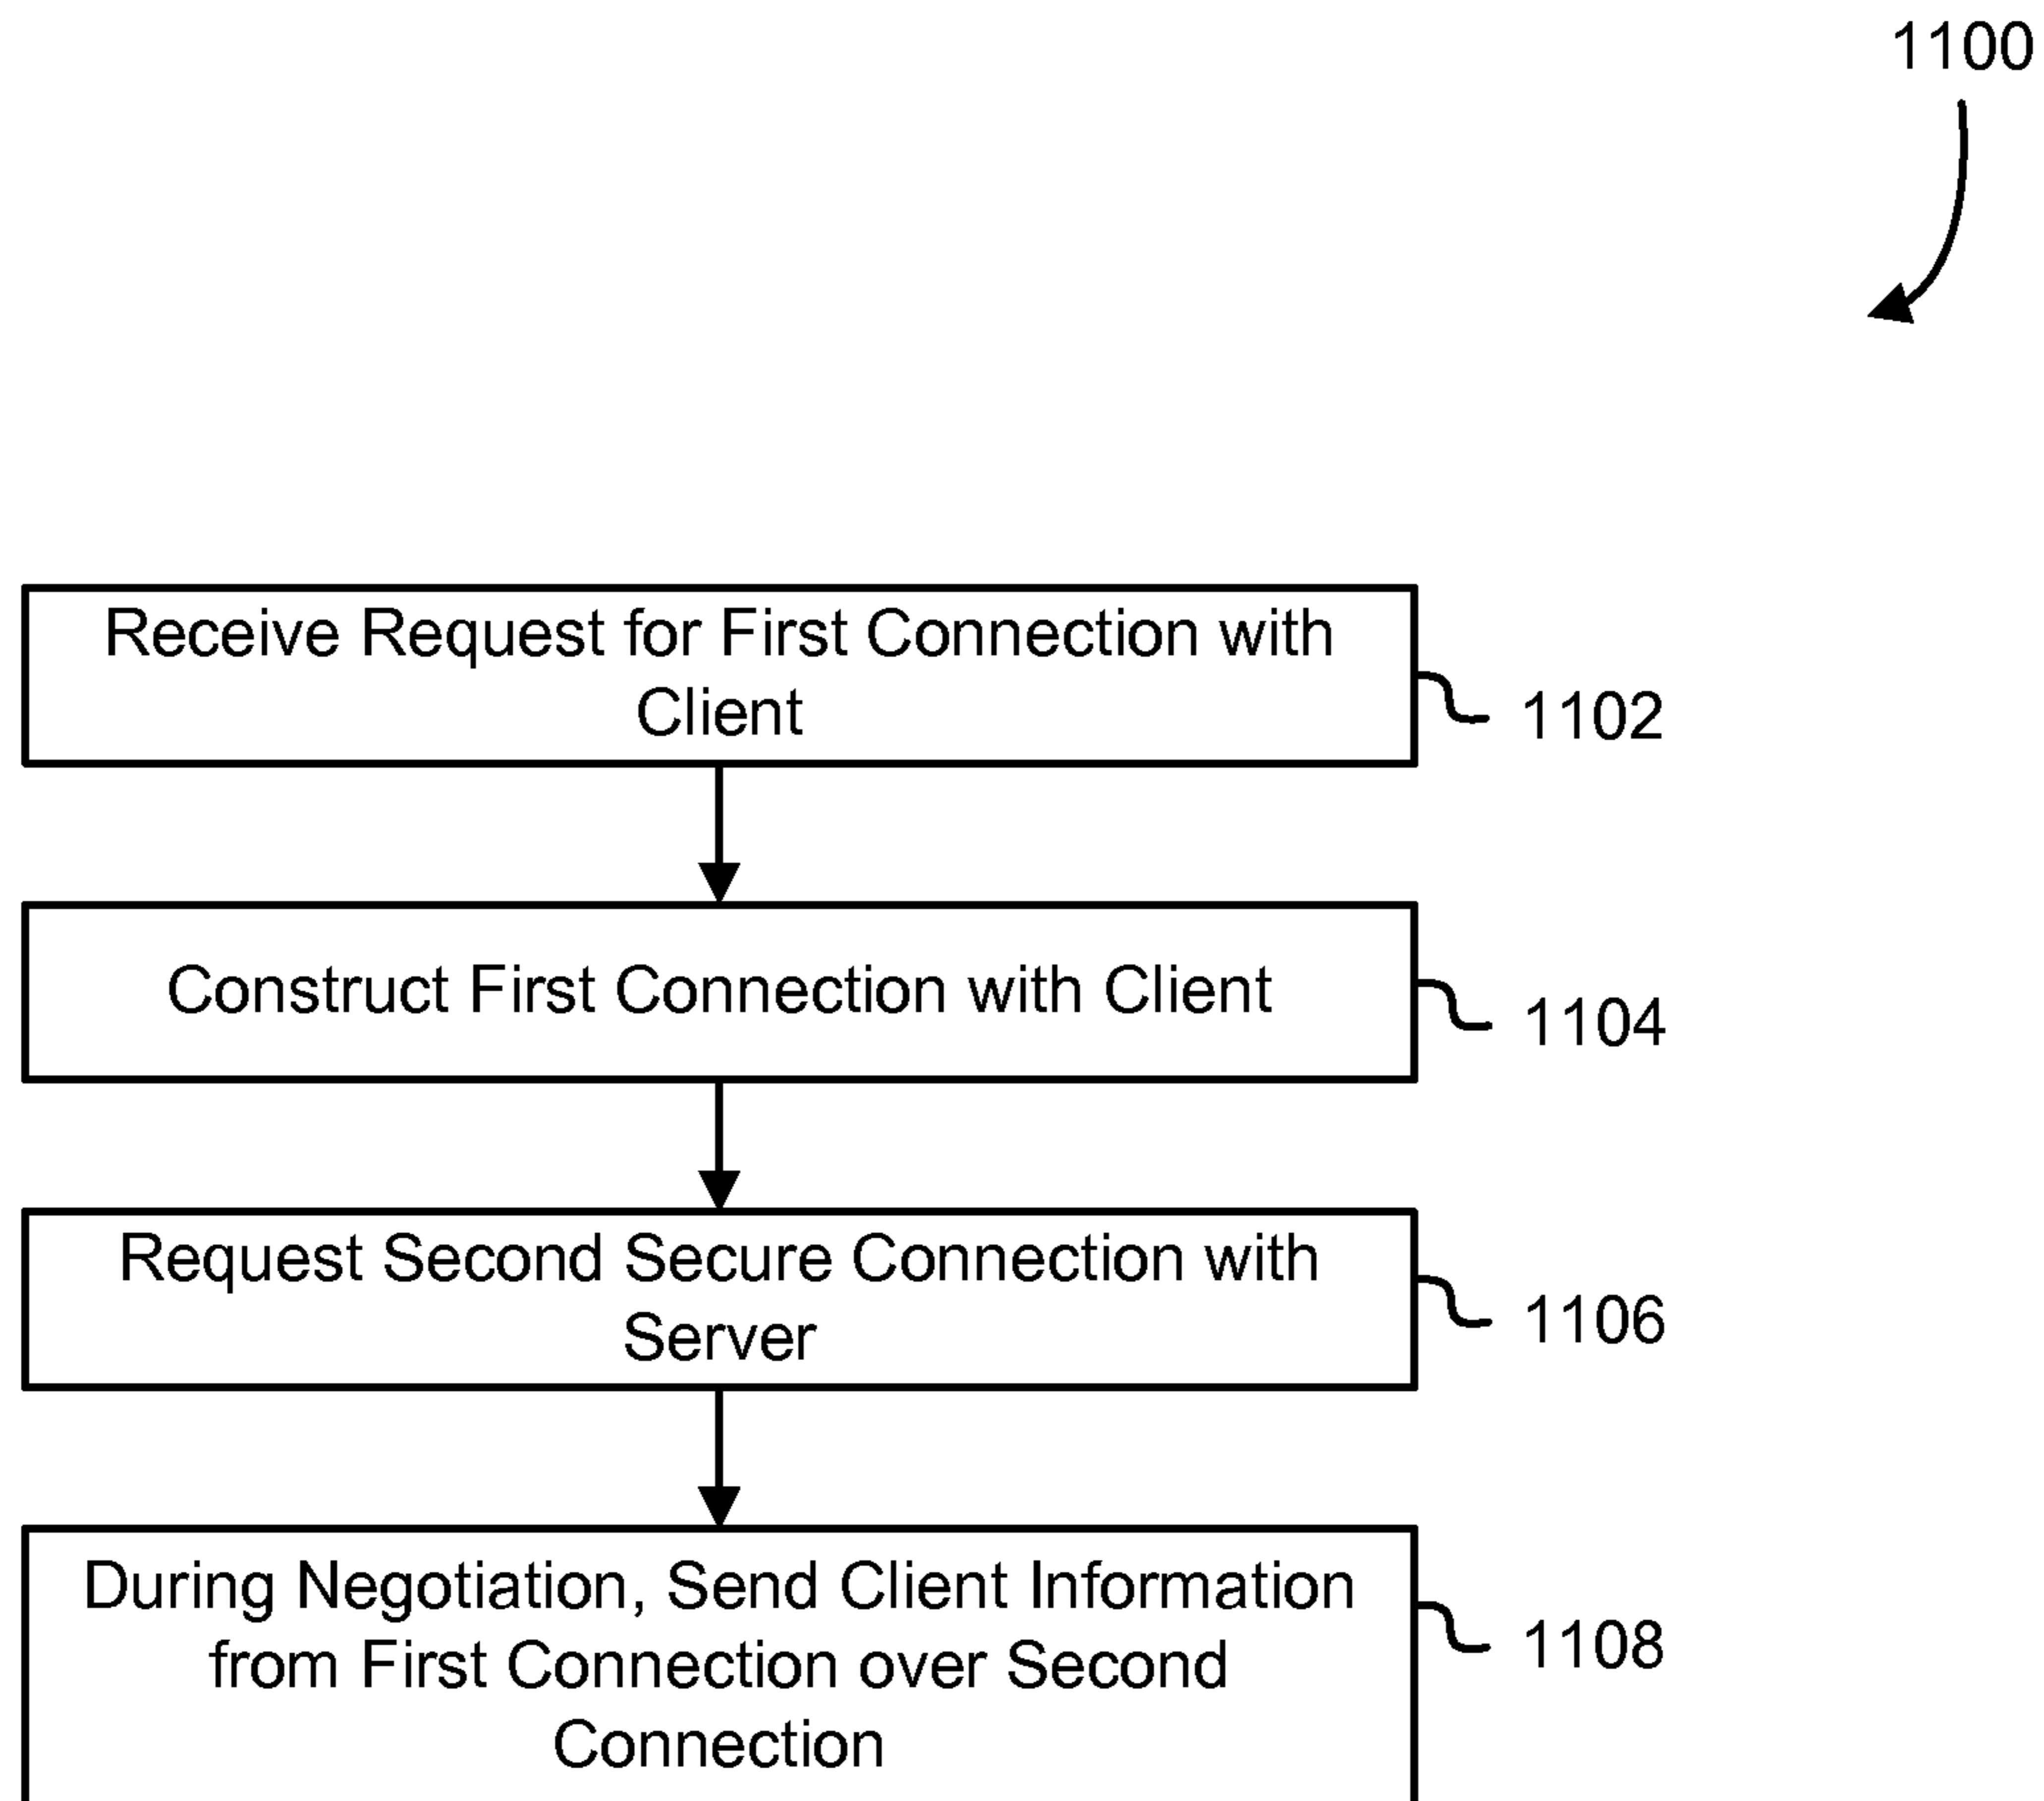 1100
Receive Request for First Connection with
Client
1102
Construct First Connection with Client
1104
Request Second Secure Connection with
Server
1106
During Negotiation, Send Client Information
from First Connection over Second
Connection
1108